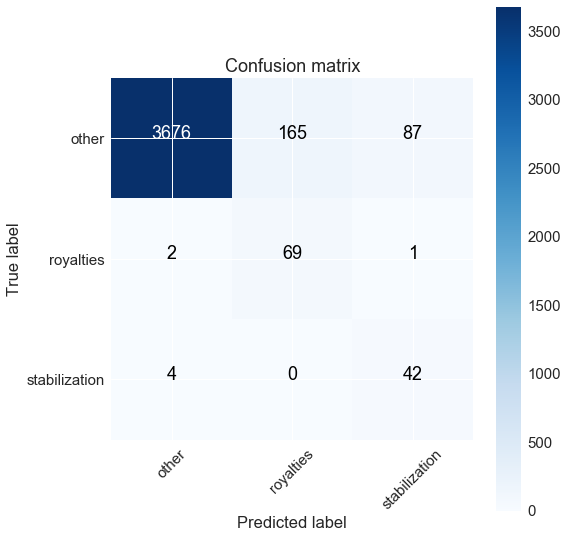 Confusion matrix
True label
other
3676 165 87
royalties
2 69 1
stabilization
4 0 42
other
royalties
stabilization
Predicted label
3500
3000
2500
2000
1500
1000
500
0